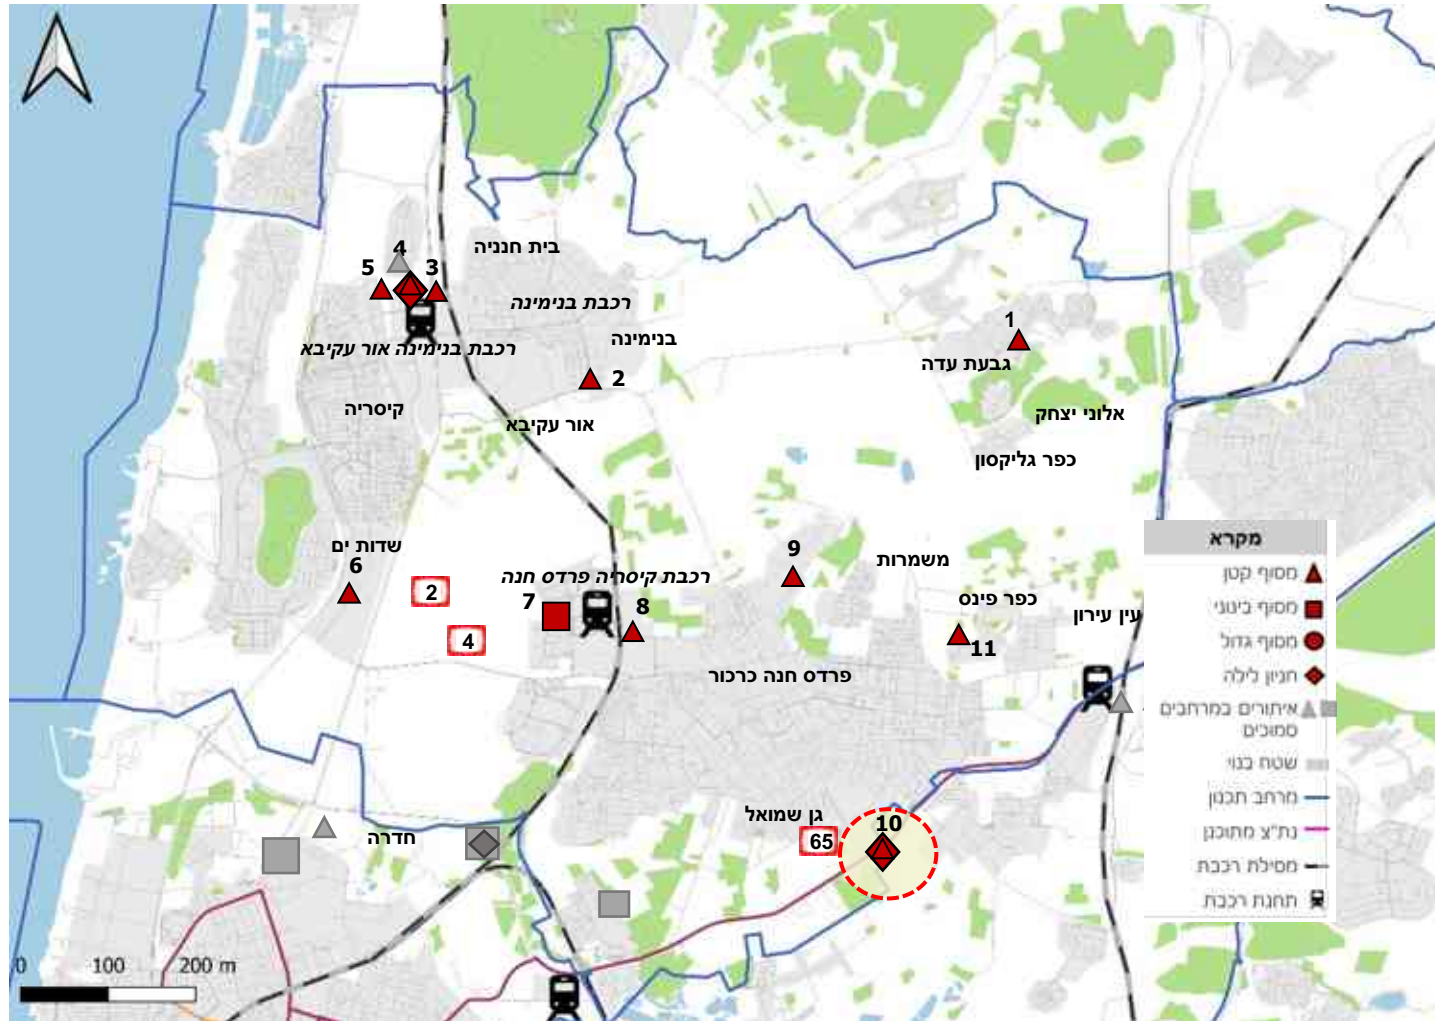 בית חנניה
4
5
3
רכבת בנימינה
1
בנימינה
רכבת בנימינה אור עקיבא
גבעת עדה
2
קיסריה
אלוני יצחק
אור עקיבא
כפר גליקסון
שדות ים
6
9
משמרות
רכבת קיסריה פרדס חנה
2
7
8
כפר פינס
עין עירון
4
11
פרדס חנה כרכור
גן שמואל
65
10
חדרה
מקרא
מסוף קטן
מסוף בינוני
מסוף גדול
חניון לילה
איתורים במרחבים
סמוכים
שטח בנוי
מרחב תכנון
נת"צ מתוכנן
מסילת רכבת
תחנת רכבת
0 100 200 m